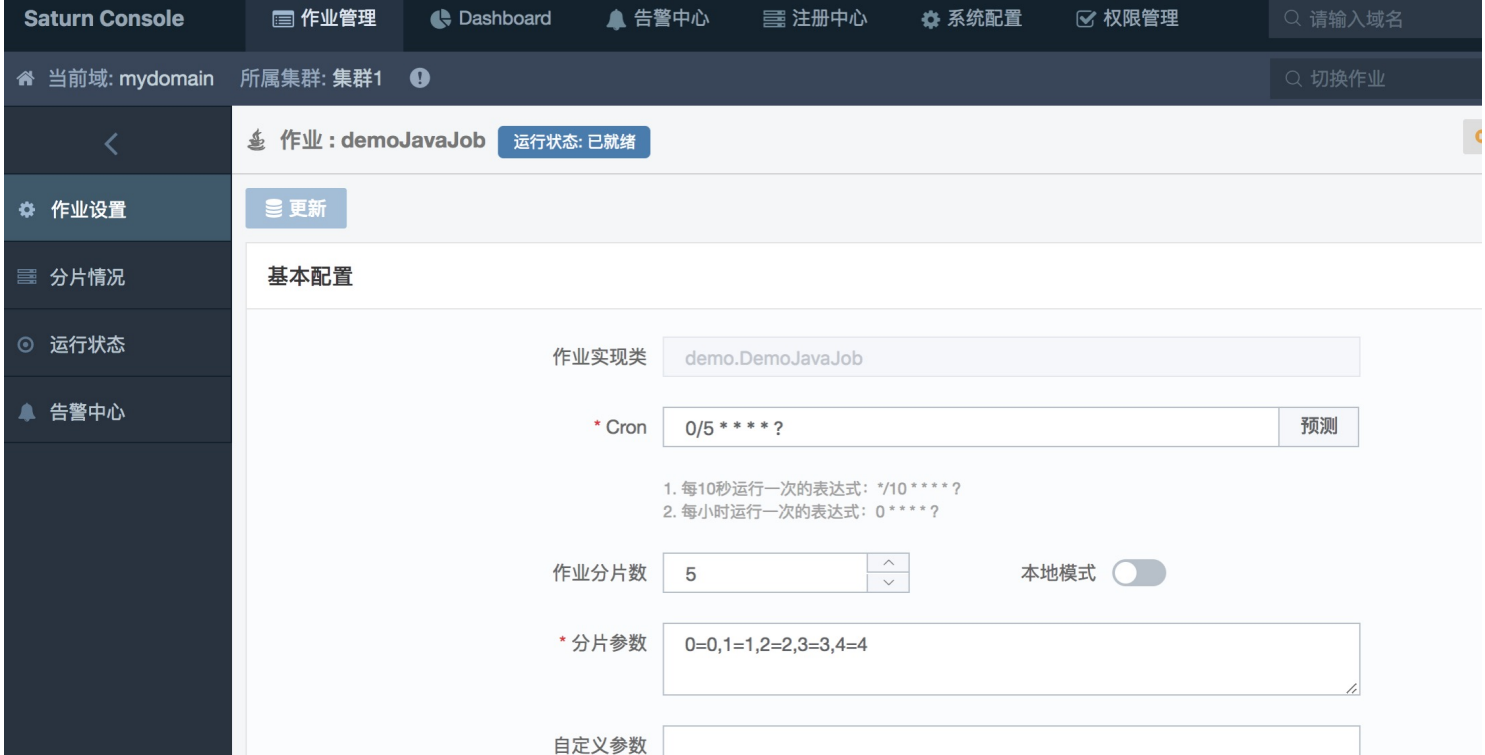 Saturn Console 作业管理 Dashboard 告警中心 注册中心 系统配置 权限管理 请输入域名
当前域: mydomain 所属集群: 集群1 切换作业
作业 : demoJavaJob 运行状态: 已就绪
作业设置 更新
分片情况 基本配置
运行状态 作业实现类 demo.DemoJavaJob
告警中心 * Cron 0/5 * * * * ? 预测
1. 每10秒运行一次的表达式：*/10 * * * * ?
2. 每小时运行一次的表达式：0 * * * * ?
作业分片数 5 本地模式
* 分片参数 0=0,1=1,2=2,3=3,4=4
自定义参数